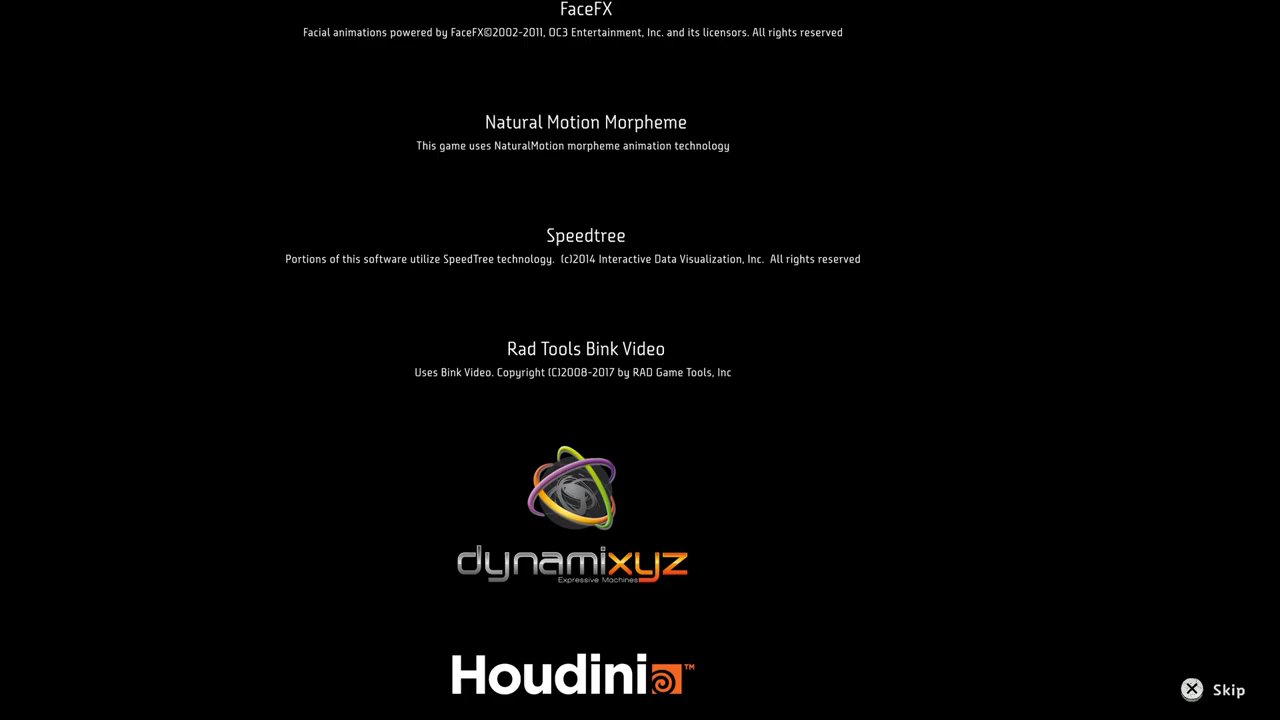 FaceFX
Facial animations powered by FaceFX©2002-2011, OC3 Entertainment, Inc. and its licensors. All rights reserved
Natural Motion Morpheme
This game uses NaturalMotion morpheme animation technology
Speedtree
Portions of this software utilize SpeedTree technology.  (c)2014 Interactive Data Visualization, Inc.  All rights reserved
Rad Tools Bink Video
Uses Bink Video. Copyright (C)2008-2017 by RAD Game Tools, Inc
dynamixyz
Expressive Machines
Houdini™
Skip